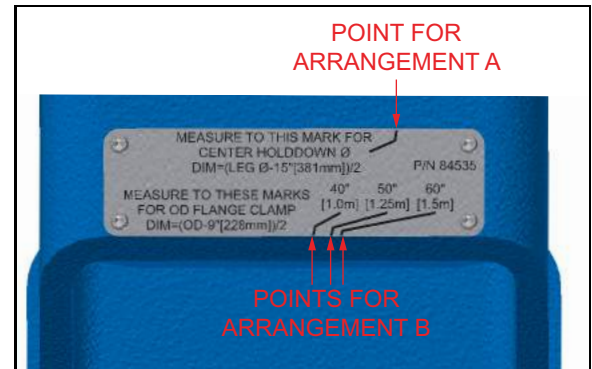 POINT FOR
ARRANGEMENT A
MEASURE TO THIS MARK FOR
CENTER HOLDDOWN Ø
DIM=(LEG Ø-15"[381mm])/2
P/N 84535
MEASURE TO THESE MARKS
FOR OD FLANGE CLAMP
DIM=(OD-9"[228mm])/2
40" 50" 60"
[1.0m] [1.25m] [1.5m]
POINTS FOR
ARRANGEMENT B